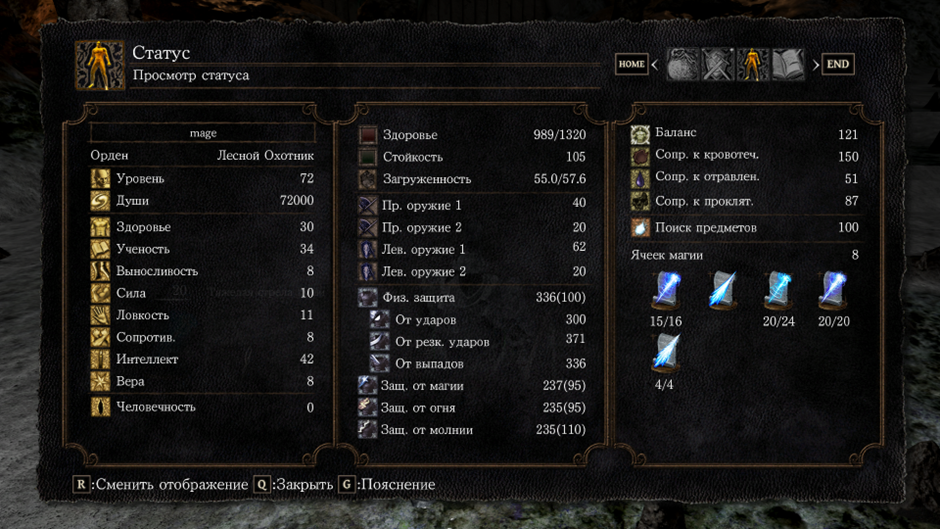 Статус
Просмотр статуса
HOME < > END
mage
Орден Лесной Охотник
Уровень 72
Души 72000
Здоровье 30
Ученость 34
Выносливость 8
Сила 10
Ловкость 11
Сопротив. 8
Интеллект 42
Вера 8
Человечность 0
Здоровье 989/1320
Стойкость 105
Загруженность 55.0/57.6
Пр. оружие 1 40
Пр. оружие 2 20
Лев. оружие 1 62
Лев. оружие 2 20
Физ. защита 336(100)
От ударов 300
От резк. ударов 371
От выпадов 336
Защ. от магии 237(95)
Защ. от огня 235(95)
Защ. от молнии 235(110)
Баланс 121
Сопр. к кровотеч. 150
Сопр. к отравлен. 51
Сопр. к проклят. 87
Поиск предметов 100
Ячеек магии 8
15/16 20/24 20/20
4/4
R:Сменить отображение Q:Закрыть G:Пояснение